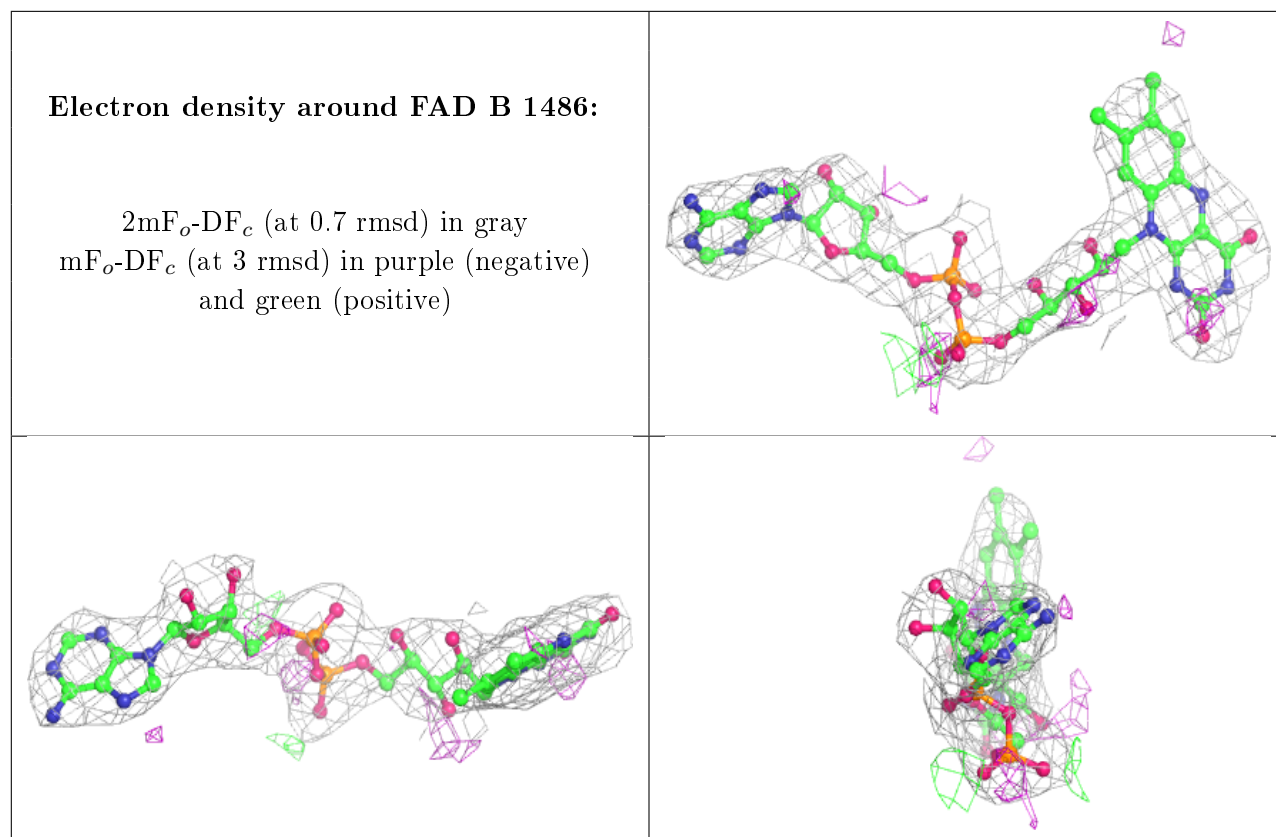 Electron density around FAD B 1486:
2mFₒ-DF𝒸 (at 0.7 rmsd) in gray
mFₒ-DF𝒸 (at 3 rmsd) in purple (negative)
and green (positive)